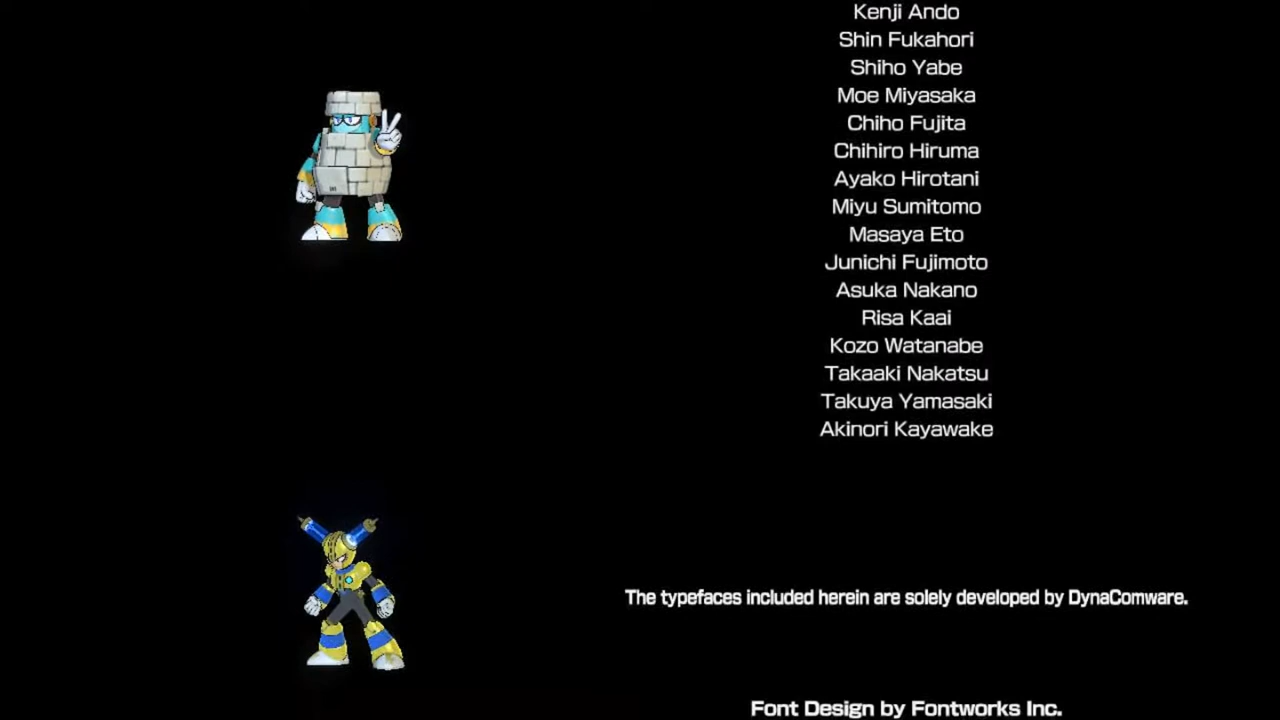 Kenji Ando
Shin Fukahori
Shiho Yabe
Moe Miyasaka
Chiho Fujita
Chihiro Hiruma
Ayako Hirotani
Miyu Sumitomo
Masaya Eto
Junichi Fujimoto
Asuka Nakano
Risa Kaai
Kozo Watanabe
Takaaki Nakatsu
Takuya Yamasaki
Akinori Kayawake
The typefaces included herein are solely developed by DynaComware.
Font Design by Fontworks Inc.